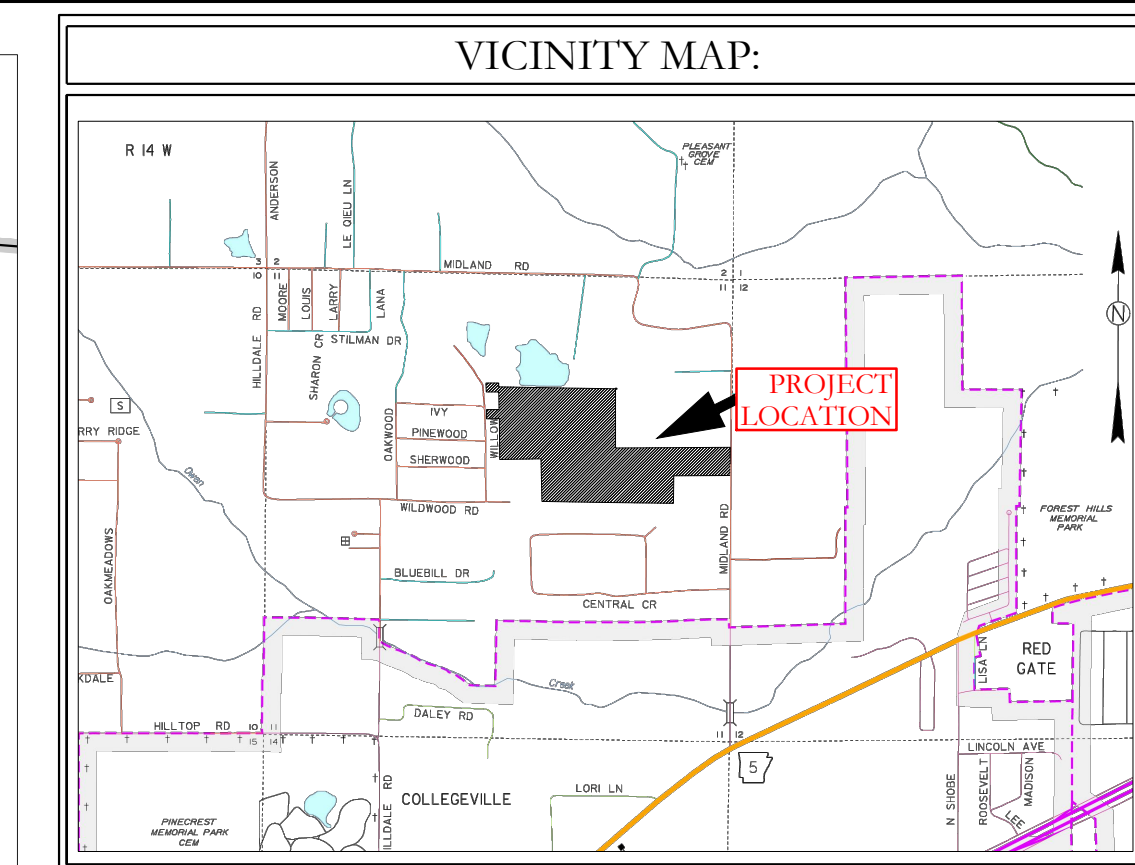 VICINITY MAP:
R 14 W
ANDERSON
LE QIEU LN
PLEASANT
GROVE
CEM
3 2
10 11
MIDLAND RD
2 1
11 12
N
HILLDALE RD
MOORE
LOUIS
LARRY
LANA
SHARON CR
STILMAN DR
PROJECT
LOCATION
S
RRY RIDGE
OAKWOOD
IVY
PINEWOOD
SHERWOOD
WILLOW
WILDWOOD RD
Owen
OAKMEADOWS
MIDLAND RD
FOREST HILLS
MEMORIAL
PARK
BLUEBILL DR
CENTRAL CR
LISA LN
RED
GATE
KDALE
Creek
HILLTOP RD
10 11
15 14
DALEY RD
11 12
5
LINCOLN AVE
N SHOBE
ROOSEVELT
MADISON
LEE
LORI LN
ILLDALE RD
COLLEGEVILLE
PINECREST
MEMORIAL PARK
CEM